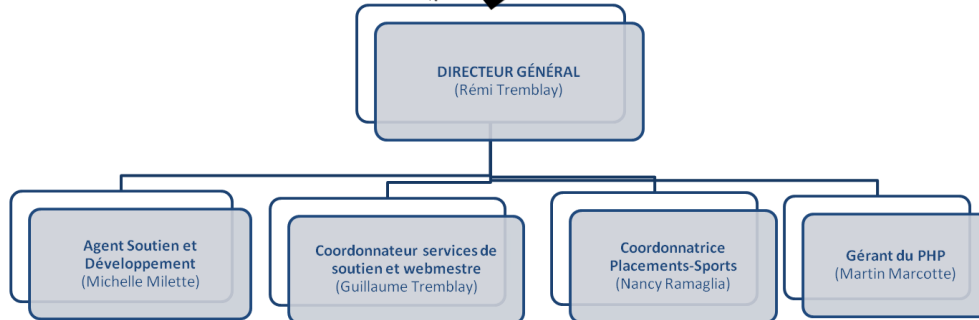 DIRECTEUR GÉNÉRAL
(Rémi Tremblay)
Agent Soutien et
Développement
(Michelle Milette)
Coordonnateur services de
soutien et webmestre
(Guillaume Tremblay)
Coordonnatrice
Placements-Sports
(Nancy Ramaglia)
Gérant du PHP
(Martin Marcotte)